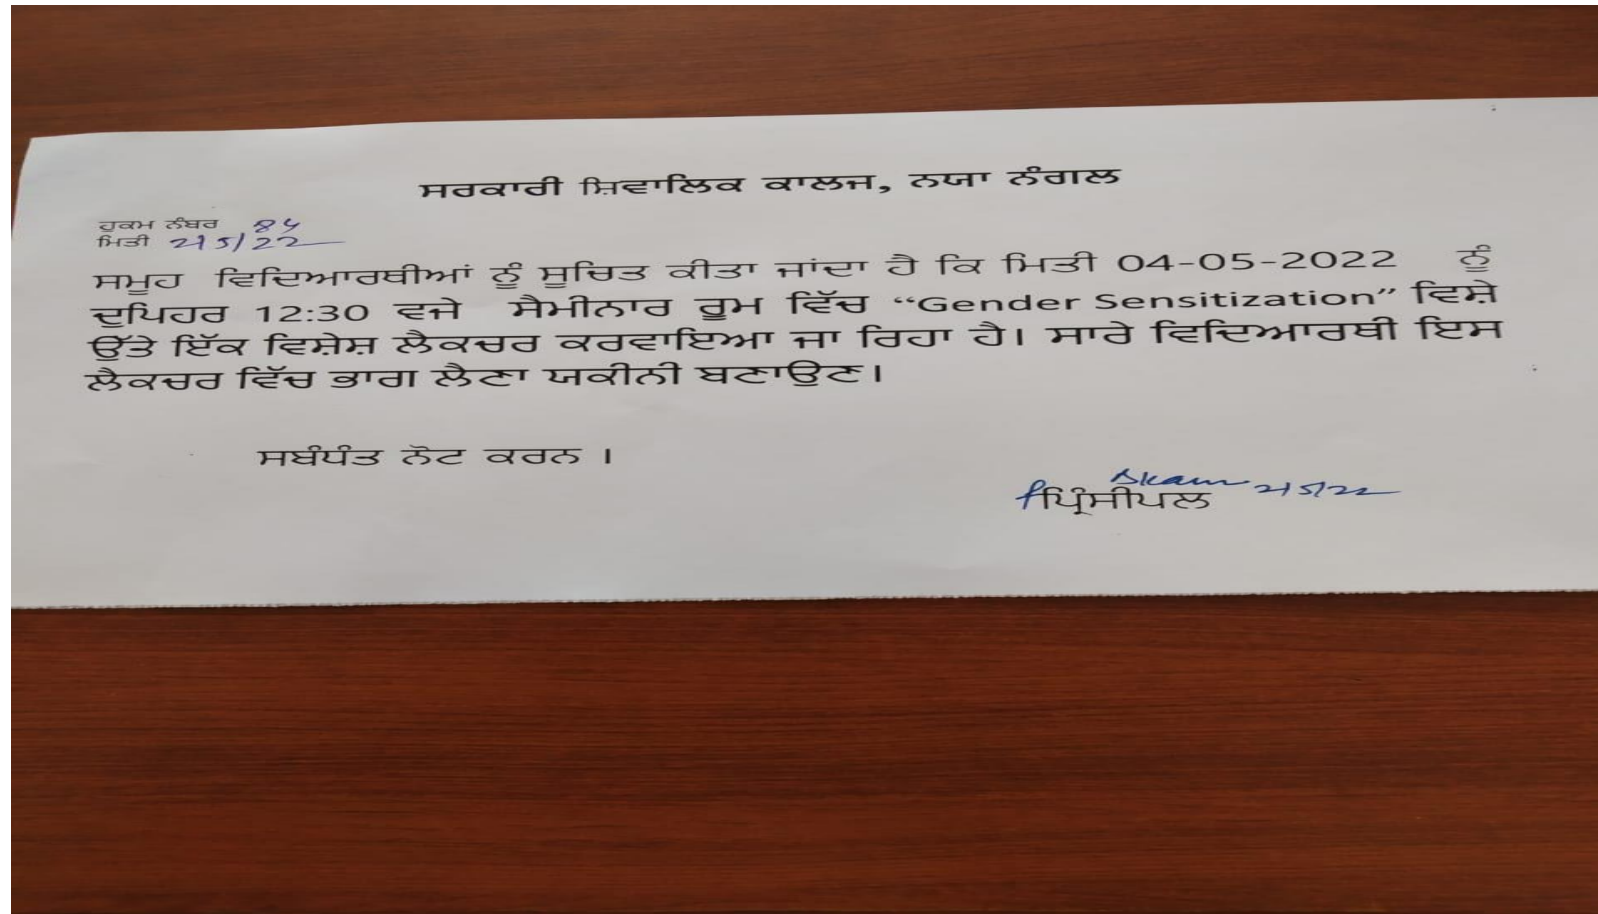 ਸਰਕਾਰੀ ਸ਼ਿਵਾਲਿਕ ਕਾਲਜ, ਨਯਾ ਨੰਗਲ
ਹੁਕਮ ਨੰਬਰ 84
ਮਿਤੀ 2/5/22
ਸਮੂਹ ਵਿਦਿਆਰਥੀਆਂ ਨੂੰ ਸੂਚਿਤ ਕੀਤਾ ਜਾਂਦਾ ਹੈ ਕਿ ਮਿਤੀ 04-05-2022 ਨੂੰ
ਦੁਪਿਹਰ 12:30 ਵਜੇ ਸੈਮੀਨਾਰ ਰੂਮ ਵਿੱਚ “Gender Sensitization” ਵਿਸ਼ੇ
ਉੱਤੇ ਇੱਕ ਵਿਸ਼ੇਸ਼ ਲੈਕਚਰ ਕਰਵਾਇਆ ਜਾ ਰਿਹਾ ਹੈ। ਸਾਰੇ ਵਿਦਿਆਰਥੀ ਇਸ
ਲੈਕਚਰ ਵਿੱਚ ਭਾਗ ਲੈਣਾ ਯਕੀਨੀ ਬਣਾਉਣ।
ਸਬੰਧੰਤ ਨੋਟ ਕਰਨ ।
2/5/22
ਪ੍ਰਿੰਸੀਪਲ